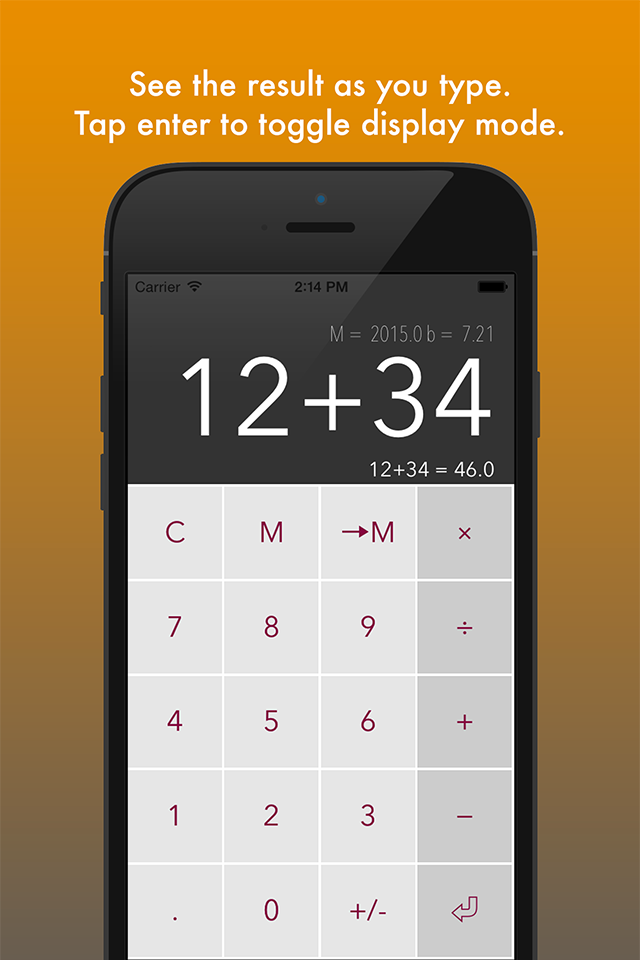 See the result as you type.
Tap enter to toggle display mode.
Carrier 2:14 PM
M = 2015.0 b = 7.21
12+34
12+34 = 46.0
C M →M ×
7 8 9 ÷
4 5 6 +
1 2 3 −
. 0 +/-